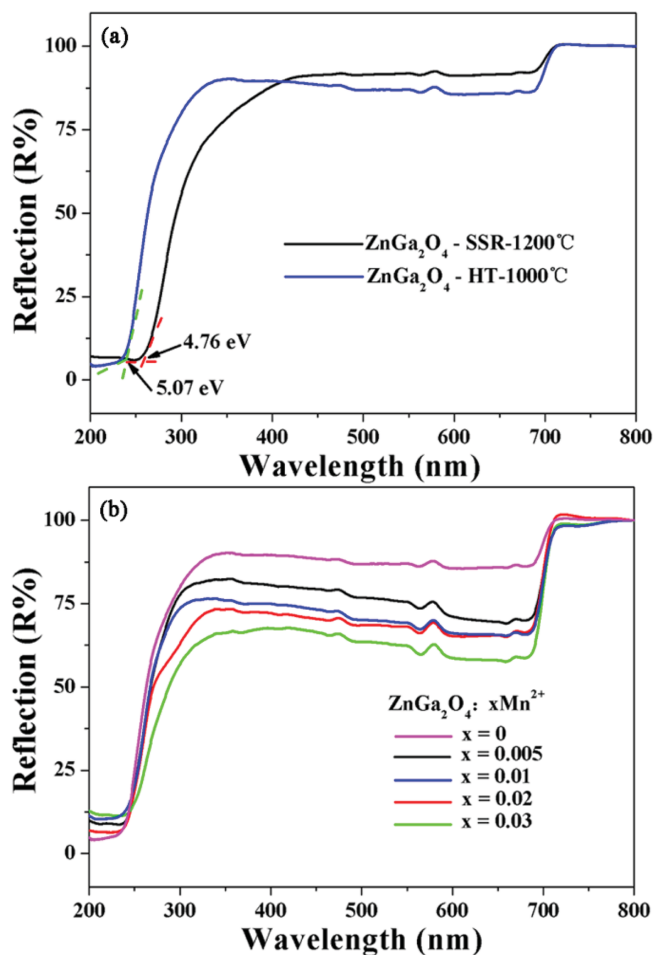 (a)
100
75
50
25
0
Reflection (R%)
ZnGa₂O₄ - SSR-1200℃
ZnGa₂O₄ - HT-1000℃
4.76 eV
5.07 eV
200 300 400 500 600 700 800
Wavelength (nm)
(b)
100
75
50
25
0
Reflection (R%)
ZnGa₂O₄: xMn²⁺
x = 0
x = 0.005
x = 0.01
x = 0.02
x = 0.03
200 300 400 500 600 700 800
Wavelength (nm)